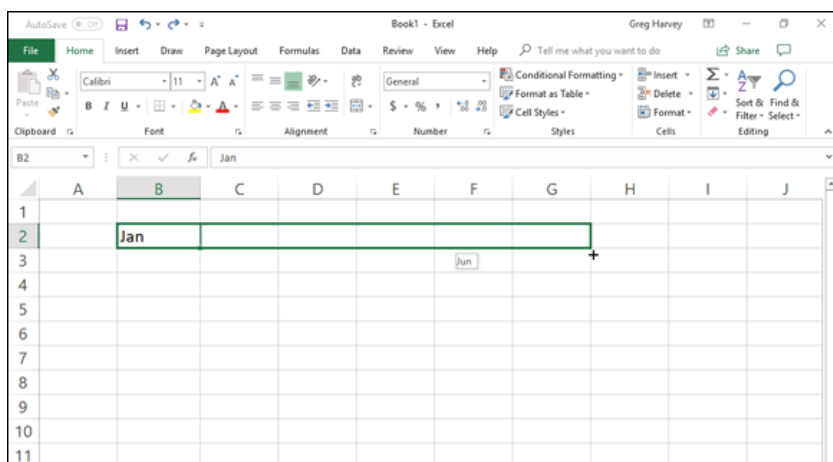 AutoSave Off Book1 - Excel Greg Harvey
File Home Insert Draw Page Layout Formulas Data Review View Help Tell me what you want to do Share
Calibri 11 A A General Conditional Formatting Insert Σ A Z
Paste B I U A $ % , Format as Table Delete Sort & Find &
Cell Styles Format Filter Select
Clipboard Font Alignment Number Styles Cells Editing
B2 fx Jan
A B C D E F G H I J
1
2 Jan
3 Jun
4
5
6
7
8
9
10
11